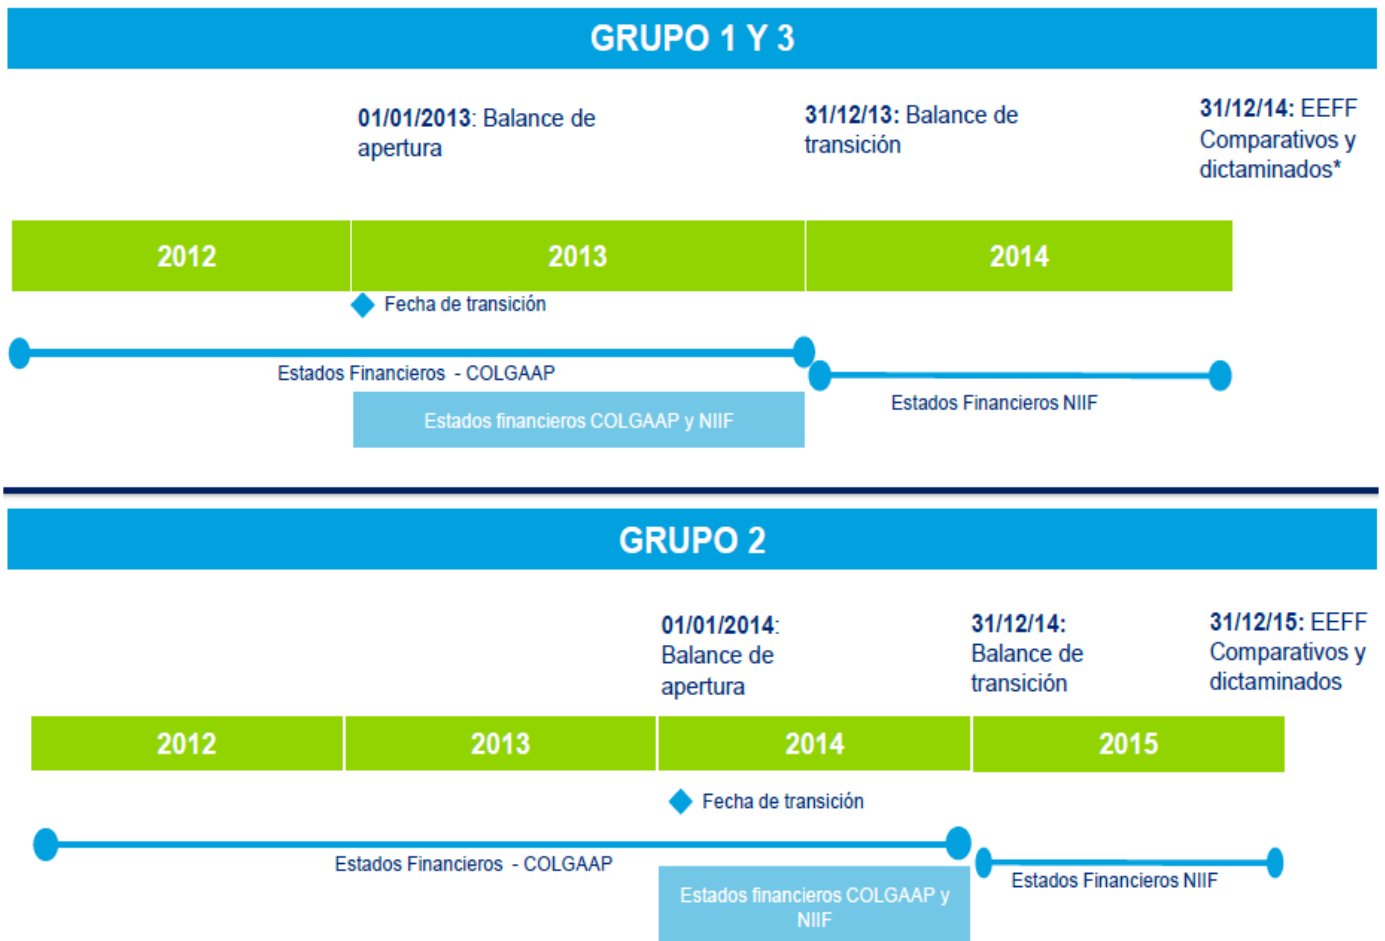 GRUPO 1 Y 3
01/01/2013: Balance de
apertura
31/12/13: Balance de
transición
31/12/14: EEFF
Comparativos y
dictaminados*
2012
2013
2014
Fecha de transición
Estados Financieros - COLGAAP
Estados Financieros NIIF
Estados financieros COLGAAP y NIIF
GRUPO 2
01/01/2014:
Balance de
apertura
31/12/14:
Balance de
transición
31/12/15: EEFF
Comparativos y
dictaminados
2012
2013
2014
2015
Fecha de transición
Estados Financieros - COLGAAP
Estados Financieros NIIF
Estados financieros COLGAAP y
NIIF